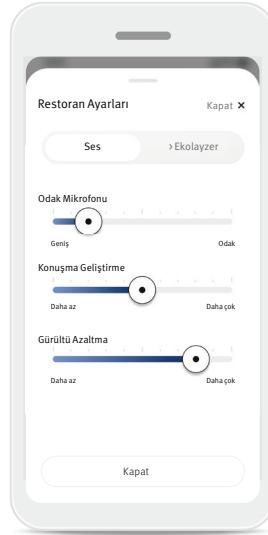 Restoran Ayarları
Kapat ×
Ses
› Ekolayzer
Odak Mikrofonu
Geniş Odak
Konuşma Geliştirme
Daha az Daha çok
Gürültü Azaltma
Daha az Daha çok
Kapat